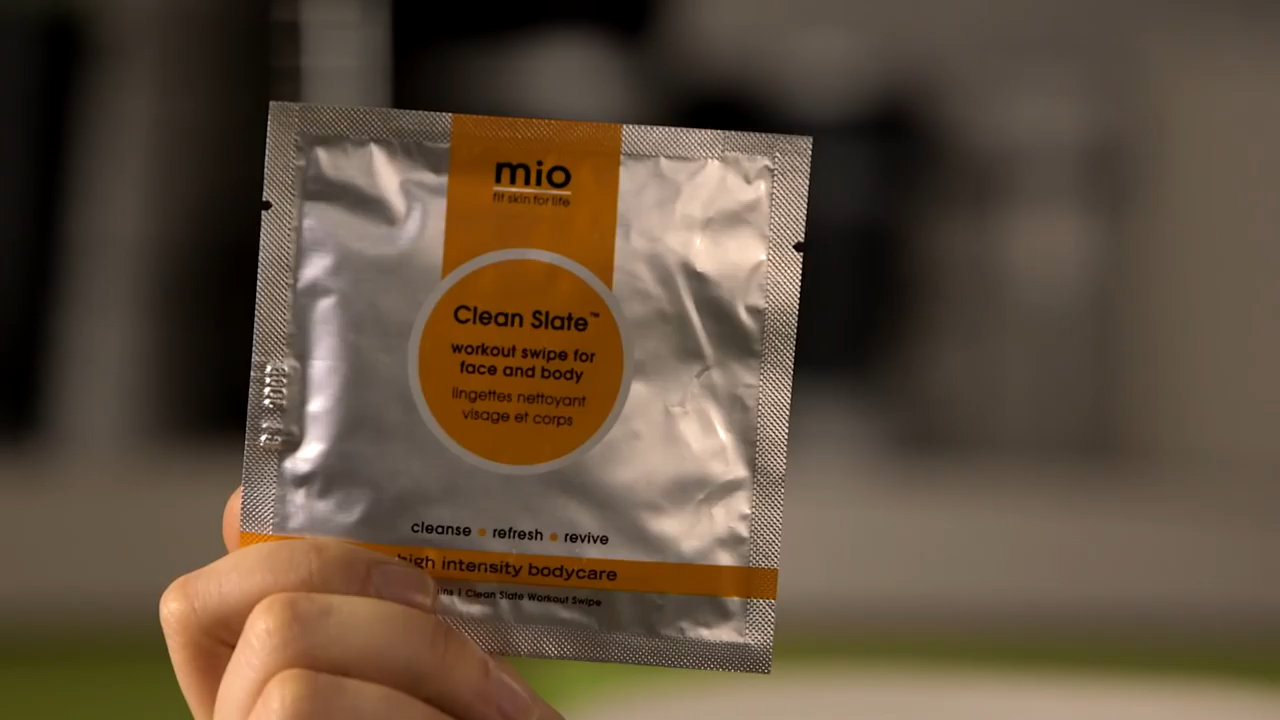 mio
fit skin for life
Clean Slate™
workout swipe for
face and body
lingettes nettoyant
visage et corps
cleanse • refresh • revive
high intensity bodycare
| Clean Slate Workout Swipe